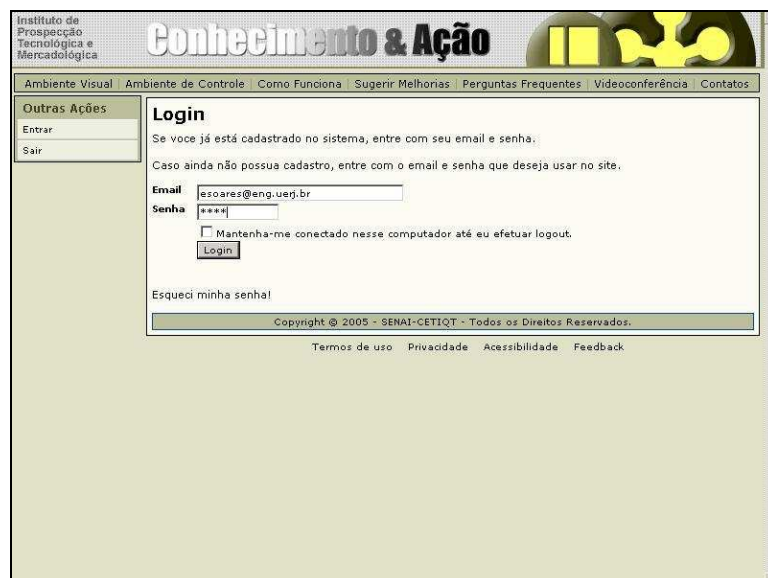 Instituto de
Prospecção
Tecnológica e
Mercadológica
Conhecimento & Ação
Ambiente Visual | Ambiente de Controle | Como Funciona | Sugerir Melhorias | Perguntas Frequentes | Videoconferência | Contatos
Outras Ações
Entrar
Sair
Login
Se voce já está cadastrado no sistema, entre com seu email e senha.
Caso ainda não possua cadastro, entre com o email e senha que deseja usar no site.
Email esoares@eng.uerj.br
Senha ****
Mantenha-me conectado nesse computador até eu efetuar logout.
Login
Esqueci minha senha!
Copyright @ 2005 - SENAI-CETIQT - Todos os Direitos Reservados.
Termos de uso Privacidade Acessibilidade Feedback